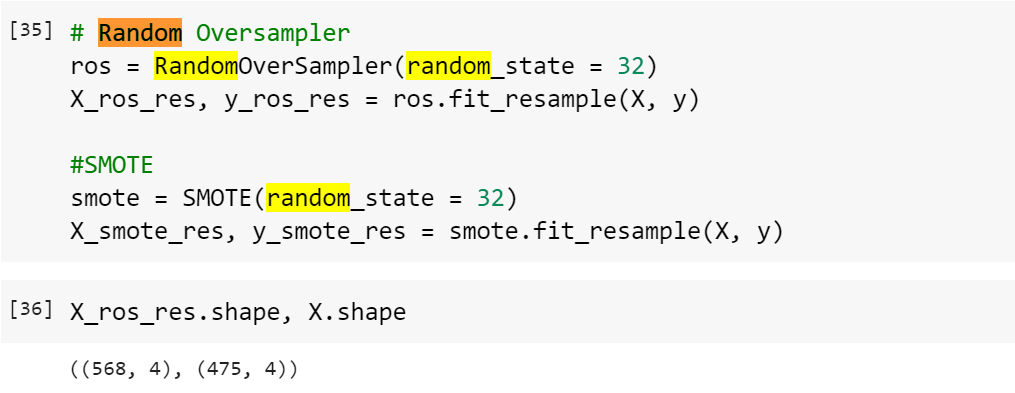 [35] # Random Oversampler
ros = RandomOverSampler(random_state = 32)
X_ros_res, y_ros_res = ros.fit_resample(X, y)
#SMOTE
smote = SMOTE(random_state = 32)
X_smote_res, y_smote_res = smote.fit_resample(X, y)
[36] X_ros_res.shape, X.shape
((568, 4), (475, 4))